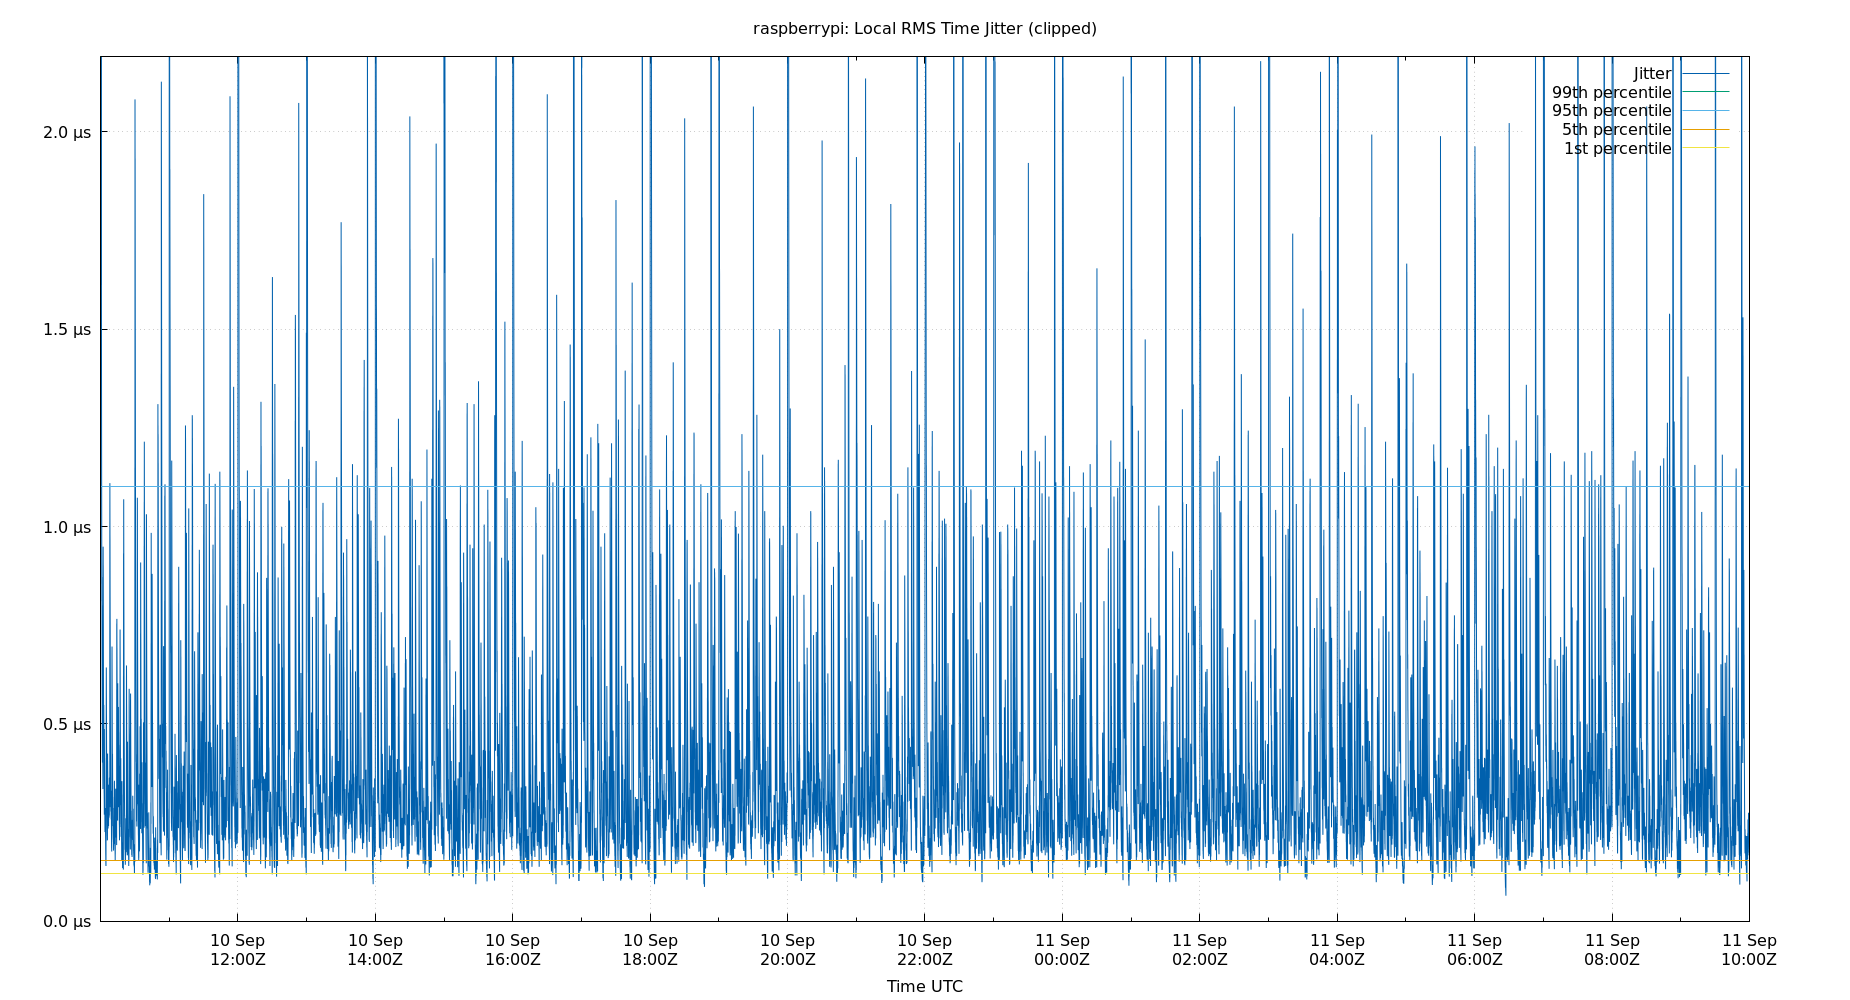 raspberrypi: Local RMS Time Jitter (clipped)
Jitter
99th percentile
95th percentile
5th percentile
1st percentile
2.0 µs
1.5 µs
1.0 µs
0.5 µs
0.0 µs
10 Sep 10 Sep 10 Sep 10 Sep 10 Sep 10 Sep 11 Sep 11 Sep 11 Sep 11 Sep 11 Sep 11 Sep
12:00Z 14:00Z 16:00Z 18:00Z 20:00Z 22:00Z 00:00Z 02:00Z 04:00Z 06:00Z 08:00Z 10:00Z
Time UTC